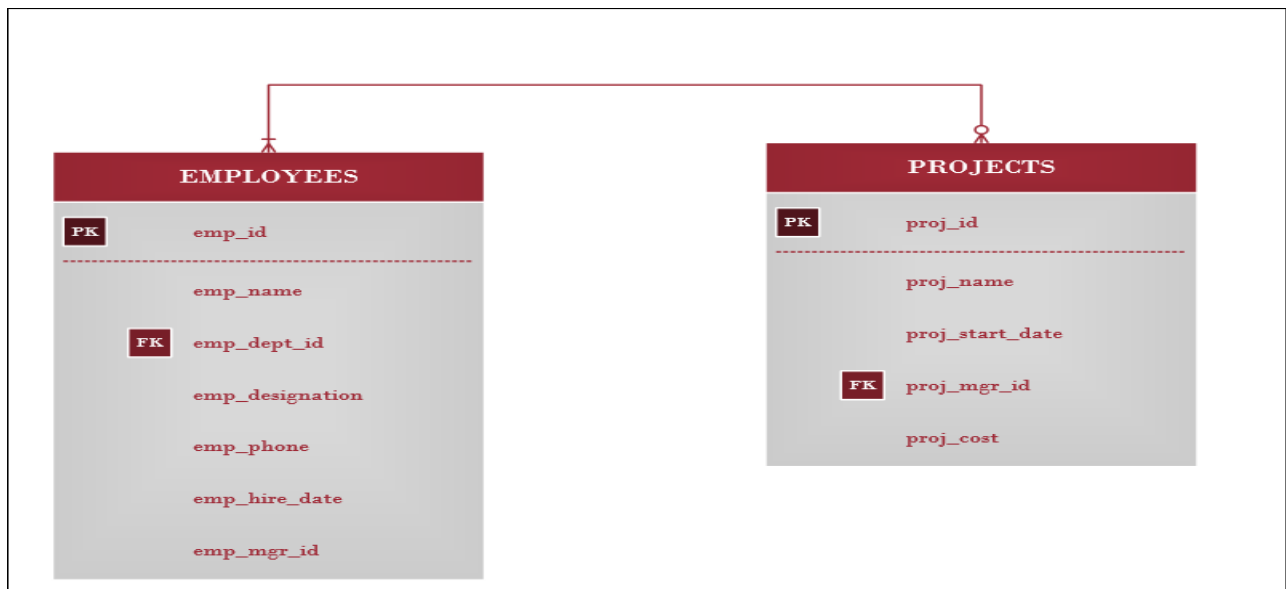 EMPLOYEES
PK emp_id
emp_name
FK emp_dept_id
emp_designation
emp_phone
emp_hire_date
emp_mgr_id
PROJECTS
PK proj_id
proj_name
proj_start_date
FK proj_mgr_id
proj_cost